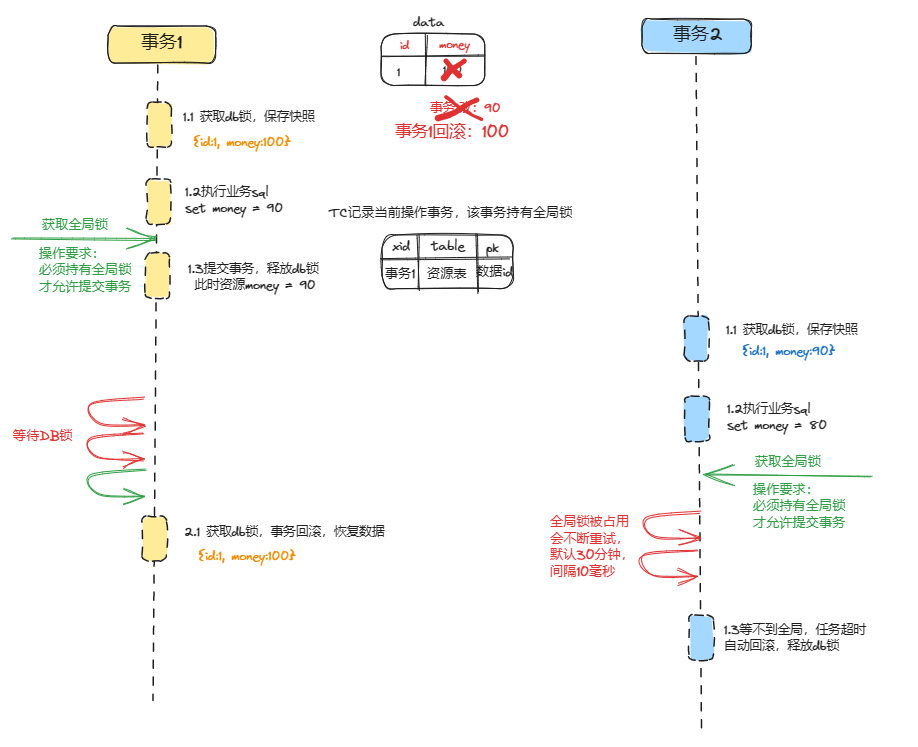 data
事务1
事务2
id money
1
事务 : 90
事务1回滚: 100
1.1 获取db锁，保存快照
{id:1, money:100}
1.2执行业务sql
set money = 90
获取全局锁
操作要求:
必须持有全局锁
才允许提交事务
TC记录当前操作事务，该事务持有全局锁
xid table pk
事务1 资源表 数据id
1.3提交事务，释放db锁
此时资源money = 90
1.1 获取db锁，保存快照
{id:1, money:90}
1.2执行业务sql
set money = 80
等待DB锁
获取全局锁
操作要求:
必须持有全局锁
才允许提交事务
2.1 获取db锁，事务回滚，恢复数据
{id:1, money:100}
全局锁被占用
会不断重试，
默认30分钟，
间隔10毫秒
1.3等不到全局，任务超时
自动回滚，释放db锁